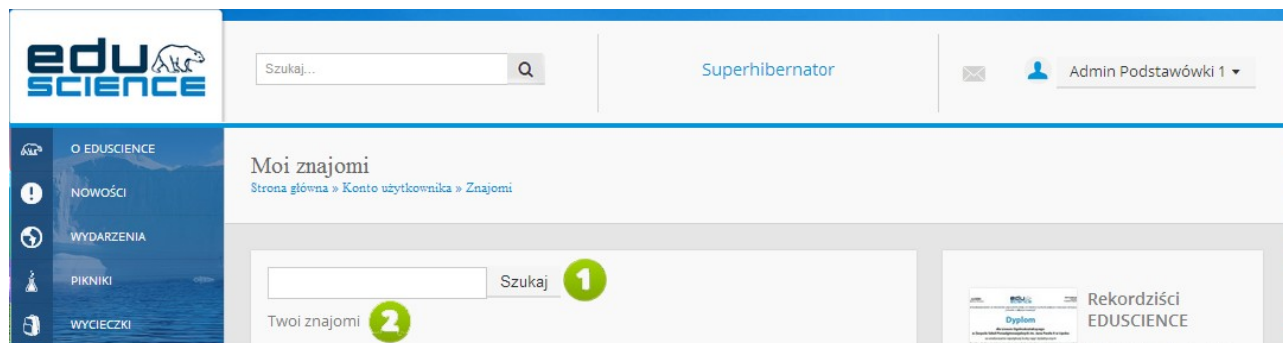 edu
science
Szukaj...
Superhibernator
Admin Podstawówki 1
O EDUSCIENCE
NOWOŚCI
WYDARZENIA
PIKNIKI
WYCIECZKI
Moi znajomi
Strona główna » Konto użytkownika » Znajomi
Szukaj 1
Twoi znajomi 2
Dyplom
Rekordziści
EDUSCIENCE